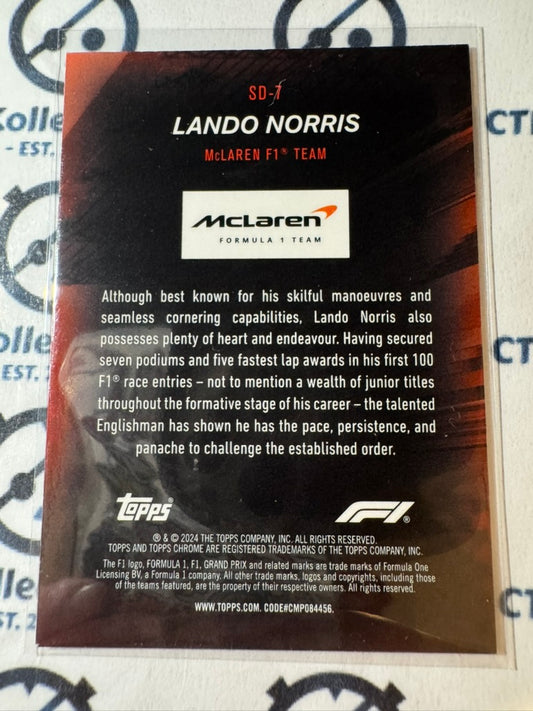 SD-7
LANDO NORRIS
McLAREN F1® TEAM
McLaren
FORMULA 1 TEAM
Although best known for his skilful manoeuvres and
seamless cornering capabilities, Lando Norris also
possesses plenty of heart and endeavour. Having secured
seven podiums and five fastest lap awards in his first 100
F1® race entries – not to mention a wealth of junior titles
throughout the formative stage of his career – the talented
Englishman has shown he has the pace, persistence, and
panache to challenge the established order.
Topps®
F1®
® & © 2024 THE TOPPS COMPANY, INC. ALL RIGHTS RESERVED.
TOPPS AND TOPPS CHROME ARE REGISTERED TRADEMARKS OF THE TOPPS COMPANY, INC.
The F1 logo, FORMULA 1, F1, GRAND PRIX and related marks are trade marks of Formula One
Licensing BV, a Formula 1 company. All other trade marks, logos and copyrights, including those
of the teams featured, are the property of their respective owners. All rights reserved.
WWW.TOPPS.COM. CODE#CMP084456.